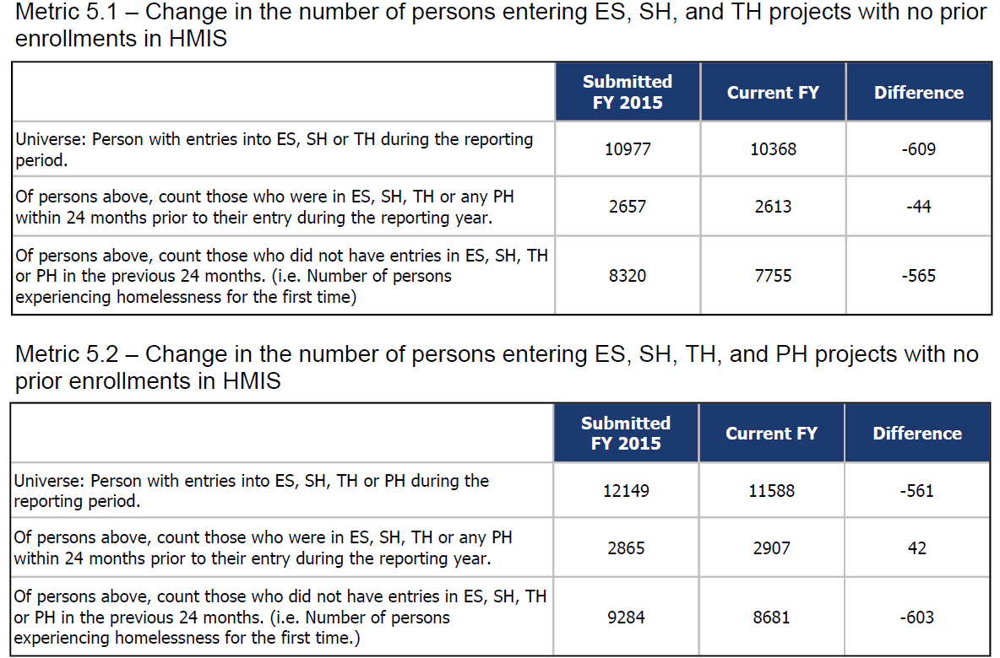 Metric 5.1 – Change in the number of persons entering ES, SH, and TH projects with no prior
enrollments in HMIS
Submitted
FY 2015
Current FY
Difference
Universe: Person with entries into ES, SH or TH during the reporting
period.
10977
10368
-609
Of persons above, count those who were in ES, SH, TH or any PH
within 24 months prior to their entry during the reporting year.
2657
2613
-44
Of persons above, count those who did not have entries in ES, SH, TH
or PH in the previous 24 months. (i.e. Number of persons
experiencing homelessness for the first time)
8320
7755
-565
Metric 5.2 – Change in the number of persons entering ES, SH, TH, and PH projects with no
prior enrollments in HMIS
Submitted
FY 2015
Current FY
Difference
Universe: Person with entries into ES, SH, TH or PH during the
reporting period.
12149
11588
-561
Of persons above, count those who were in ES, SH, TH or any PH
within 24 months prior to their entry during the reporting year.
2865
2907
42
Of persons above, count those who did not have entries in ES, SH, TH
or PH in the previous 24 months. (i.e. Number of persons
experiencing homelessness for the first time.)
9284
8681
-603